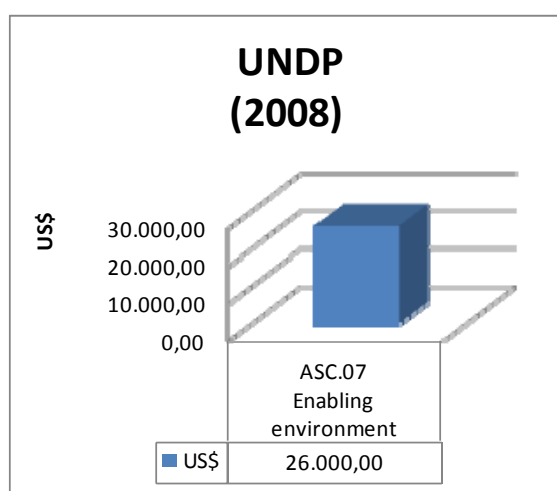 UNDP
(2008)
US$
30.000,00
20.000,00
10.000,00
0,00
ASC.07
Enabling
environment
US$
26.000,00